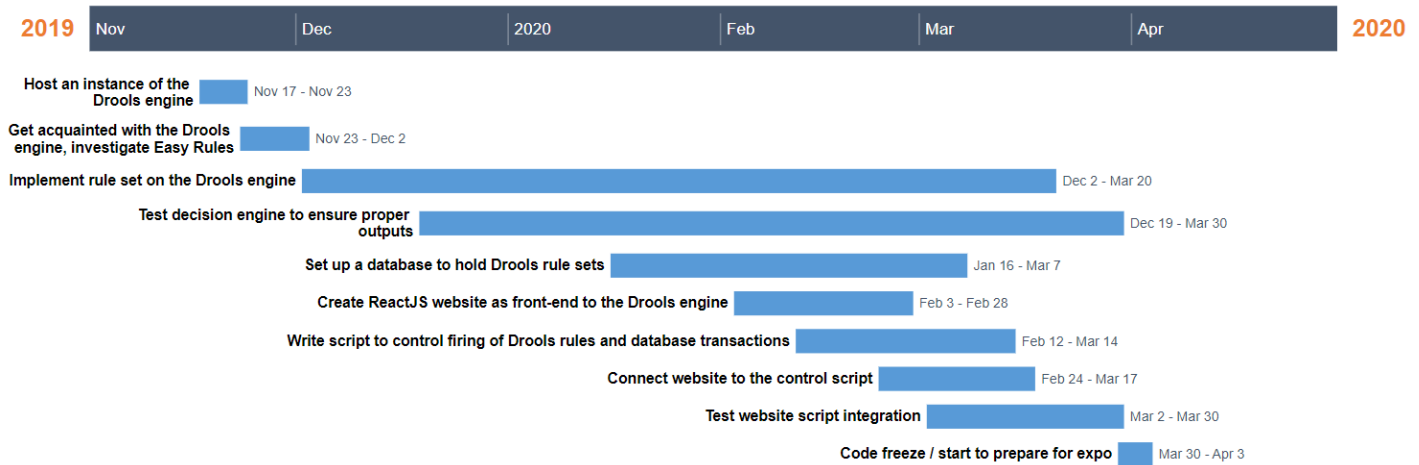 2019 Nov Dec 2020 Feb Mar Apr 2020
Host an instance of the
Drools engine
Nov 17 - Nov 23
Get acquainted with the Drools
engine, investigate Easy Rules
Nov 23 - Dec 2
Implement rule set on the Drools engine
Dec 2 - Mar 20
Test decision engine to ensure proper
outputs
Dec 19 - Mar 30
Set up a database to hold Drools rule sets
Jan 16 - Mar 7
Create ReactJS website as front-end to the Drools engine
Feb 3 - Feb 28
Write script to control firing of Drools rules and database transactions
Feb 12 - Mar 14
Connect website to the control script
Feb 24 - Mar 17
Test website script integration
Mar 2 - Mar 30
Code freeze / start to prepare for expo
Mar 30 - Apr 3